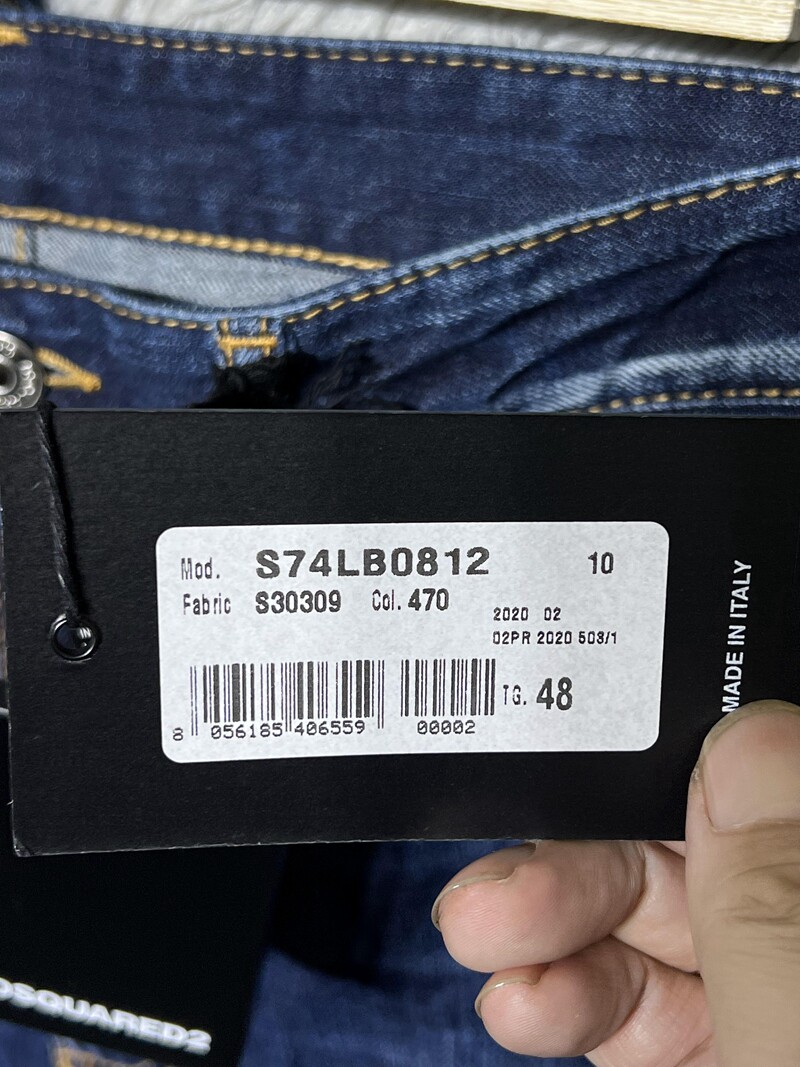 Mod. S74LB0812 10
Fabric S30309 Col. 470
2020 02
02PR 2020 503/1
TG. 48
8 056185 406559 00002
MADE IN ITALY
DSQUARED2